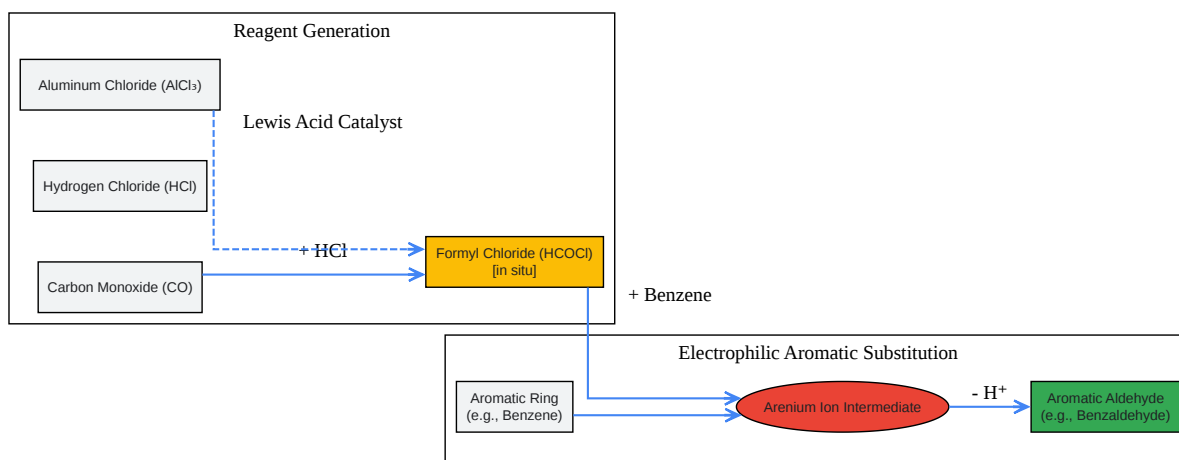 Reagent Generation
Aluminum Chloride (AlCl₃)
Lewis Acid Catalyst
Hydrogen Chloride (HCl)
+ HCl
Formyl Chloride (HCOCl)
[in situ]
Carbon Monoxide (CO)
+ Benzene
Electrophilic Aromatic Substitution
Aromatic Ring
(e.g., Benzene)
Arenium Ion Intermediate
- H⁺
Aromatic Aldehyde
(e.g., Benzaldehyde)